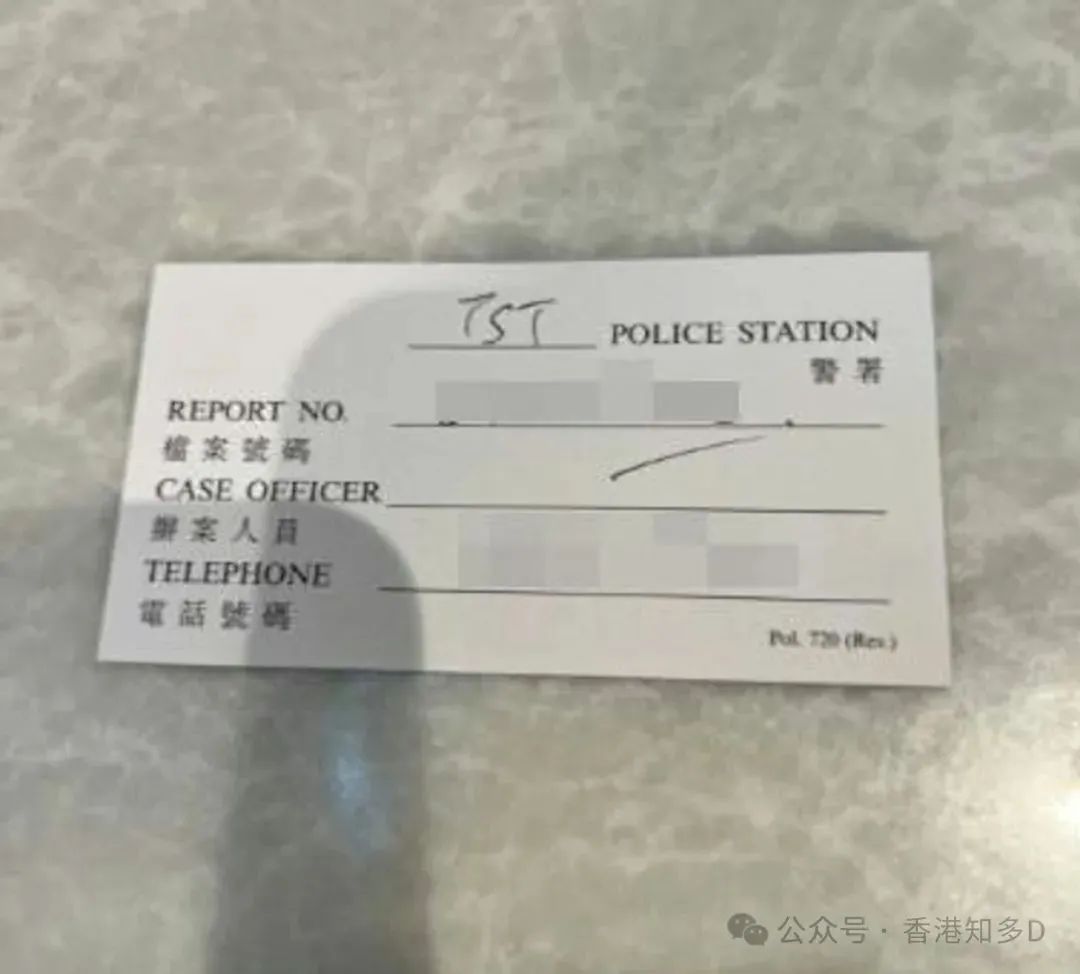 TST POLICE STATION
警署
REPORT NO.
檔案號碼
CASE OFFICER
辦案人員
TELEPHONE
電話號碼
Pol. 720 (Rev.)
公众号 · 香港知多D